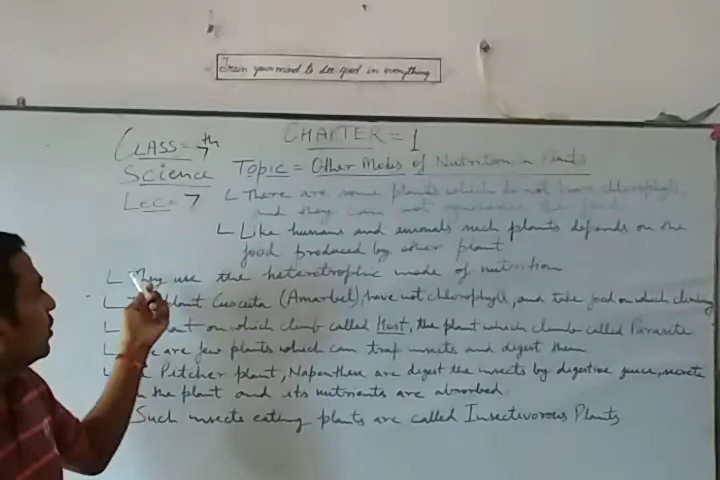 Train your mind to see good in everything
CLASS = 7th
CHAPTER = 1
Science
Topic = Other Modes of Nutrition in Plants
Lec = 7
There are some plants which do not have chlorophyll
and they can not the food
Like humans and animals such plants depends on the
food produced by other plant
They use the heterotrophic mode of nutrition
plant Cuscuta (Amarbel), have not chlorophyll, and take food on which climbing
on which climb called Host, the plant which climb called Parasite
are few plants which can trap insects and digest them
Pitcher plant, are digest the insects by digestive juice, secrete
the plant and its nutrients are absorbed.
Such insects eating plants are called Insectivorous Plants